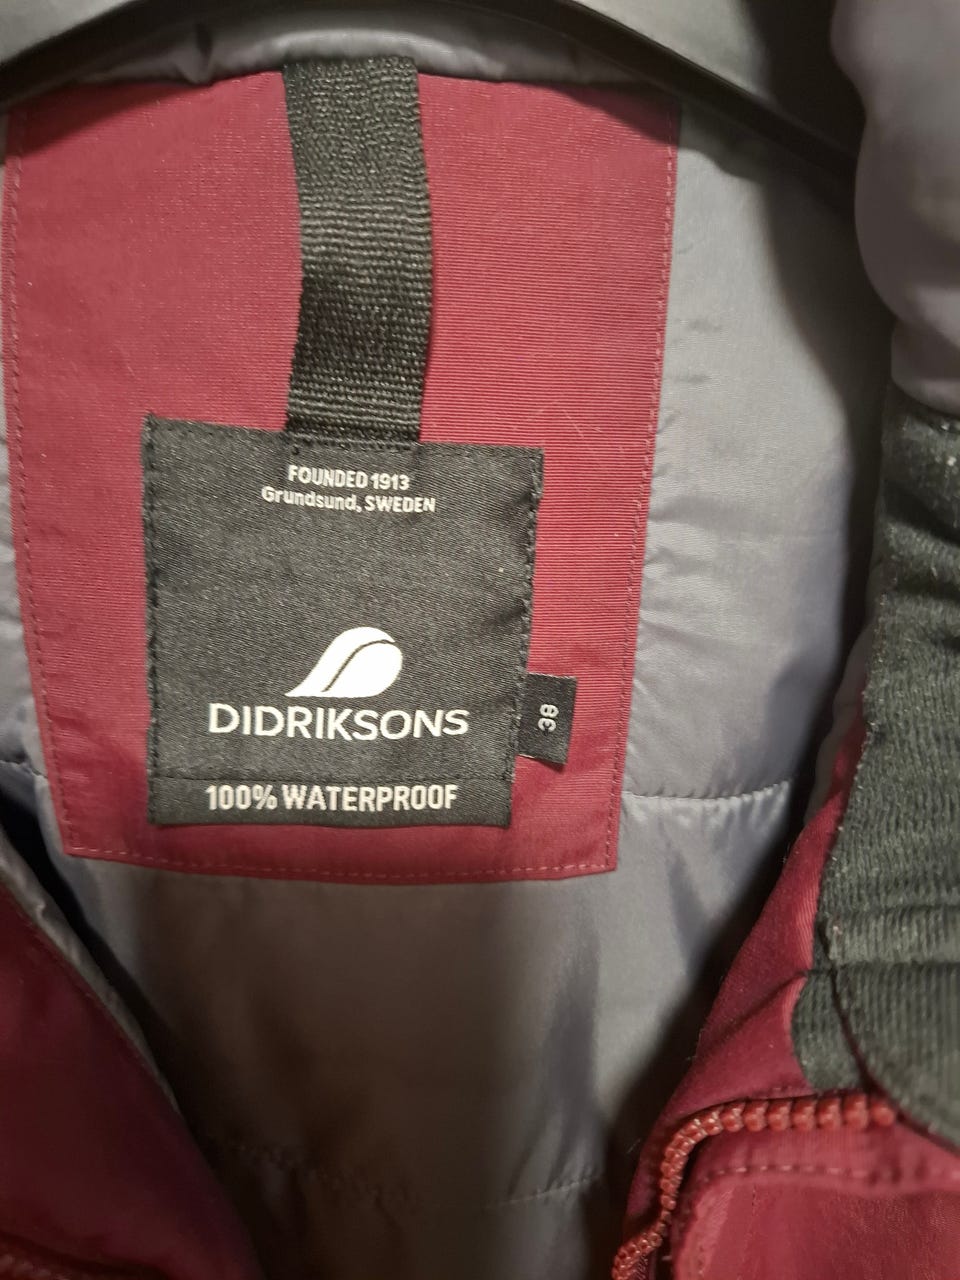 FOUNDED 1913
Grundsund, SWEDEN
DIDRIKSONS
38
100% WATERPROOF